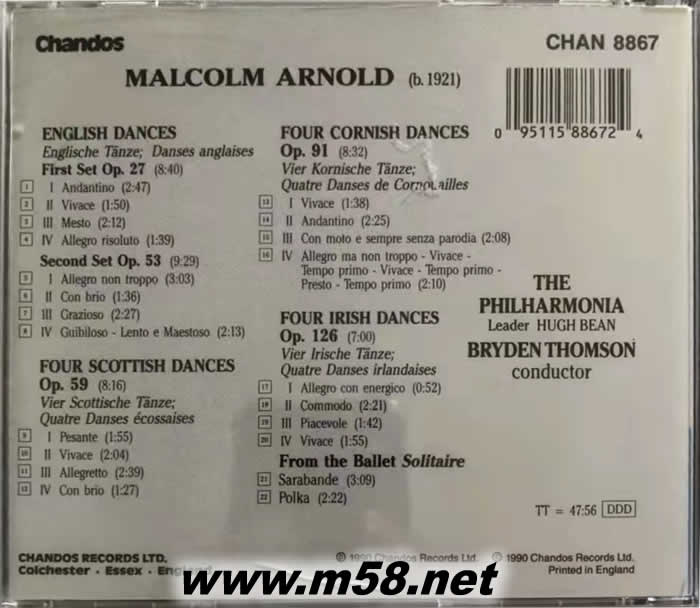 Chandos
CHAN 8867
MALCOLM ARNOLD (b. 1921)
0 95115 88672 4
ENGLISH DANCES
Englische Tänze; Danses anglaises
First Set Op. 27 (8:40)
1 I Andantino (2:47)
2 II Vivace (1:50)
3 III Mesto (2:12)
4 IV Allegro risoluto (1:39)
Second Set Op. 53 (9:29)
5 I Allegro non troppo (3:03)
6 II Con brio (1:36)
7 III Grazioso (2:27)
8 IV Guibiloso - Lento e Maestoso (2:13)
FOUR SCOTTISH DANCES
Op. 59 (8:16)
Vier Scottische Tänze;
Quatre Danses écossaises
9 I Pesante (1:55)
10 II Vivace (2:04)
11 III Allegretto (2:39)
12 IV Con brio (1:27)
FOUR CORNISH DANCES
Op. 91 (8:32)
Vier Kornische Tänze;
Quatre Danses de Cornouailles
13 I Vivace (1:38)
14 II Andantino (2:25)
15 III Con moto e sempre senza parodia (2:08)
16 IV Allegro ma non troppo - Vivace -
Tempo primo - Vivace - Tempo primo -
Presto - Tempo primo (2:10)
FOUR IRISH DANCES
Op. 126 (7:00)
Vier Irische Tänze;
Quatre Danses irlandaises
17 I Allegro con energico (0:52)
18 II Commodo (2:21)
19 III Piacevole (1:42)
20 IV Vivace (1:55)
From the Ballet Solitaire
21 Sarabande (3:09)
22 Polka (2:22)
THE
PHILHARMONIA
Leader HUGH BEAN
BRYDEN THOMSON
conductor
TT = 47:56 DDD
CHANDOS RECORDS LTD.
Colchester · Essex · England
℗ 1990 Chandos Records Ltd.
© 1990 Chandos Records Ltd.
Printed in England
www.m58.net